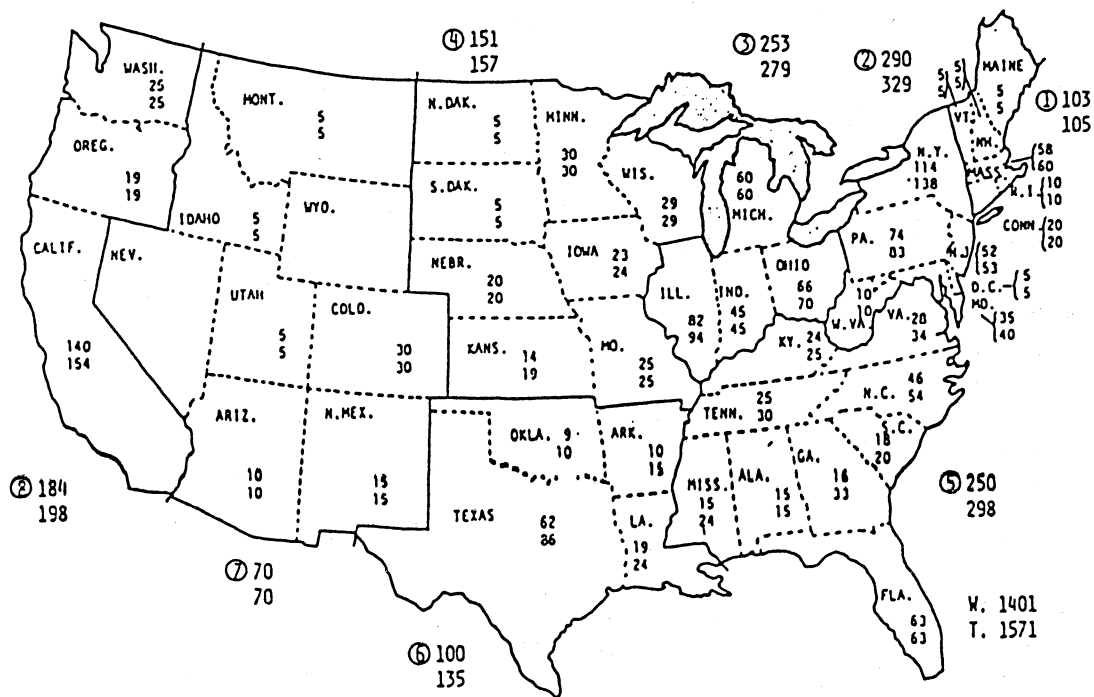 ④ 151
157
③ 253
279
② 290
329
5
5
5
5
MAINE
5
5
① 103
105
WASH.
25
25
MONT.
5
5
N.DAK.
5
5
MINN.
30
30
VT.
N.H.
MASS.
58
60
R.I.
10
10
CONN.
20
20
N.Y.
114
138
OREG.
19
19
IDAHO
5
5
WYO.
S.DAK.
5
5
WIS.
29
29
60
60
MICH.
CALIF.
140
154
NEV.
UTAH
5
5
COLO.
30
30
NEBR.
20
20
IOWA 23
24
ILL.
82
94
IND.
45
45
OHIO
66
70
PA. 74
83
N.J.
52
53
D.C.
5
5
MD.
35
40
10
10
W.VA.
VA. 28
34
KANS. 14
19
MO.
25
25
KY. 24
25
ARIZ.
10
10
N.MEX.
15
15
OKLA. 9
10
ARK.
10
15
TENN. 25
30
N.C. 46
54
S.C.
18
20
TEXAS 62
86
LA.
19
24
MISS.
15
24
ALA.
15
15
GA.
16
33
⑧ 184
198
⑤ 250
298
⑦ 70
70
FLA.
63
63
W. 1401
T. 1571
⑥ 100
135